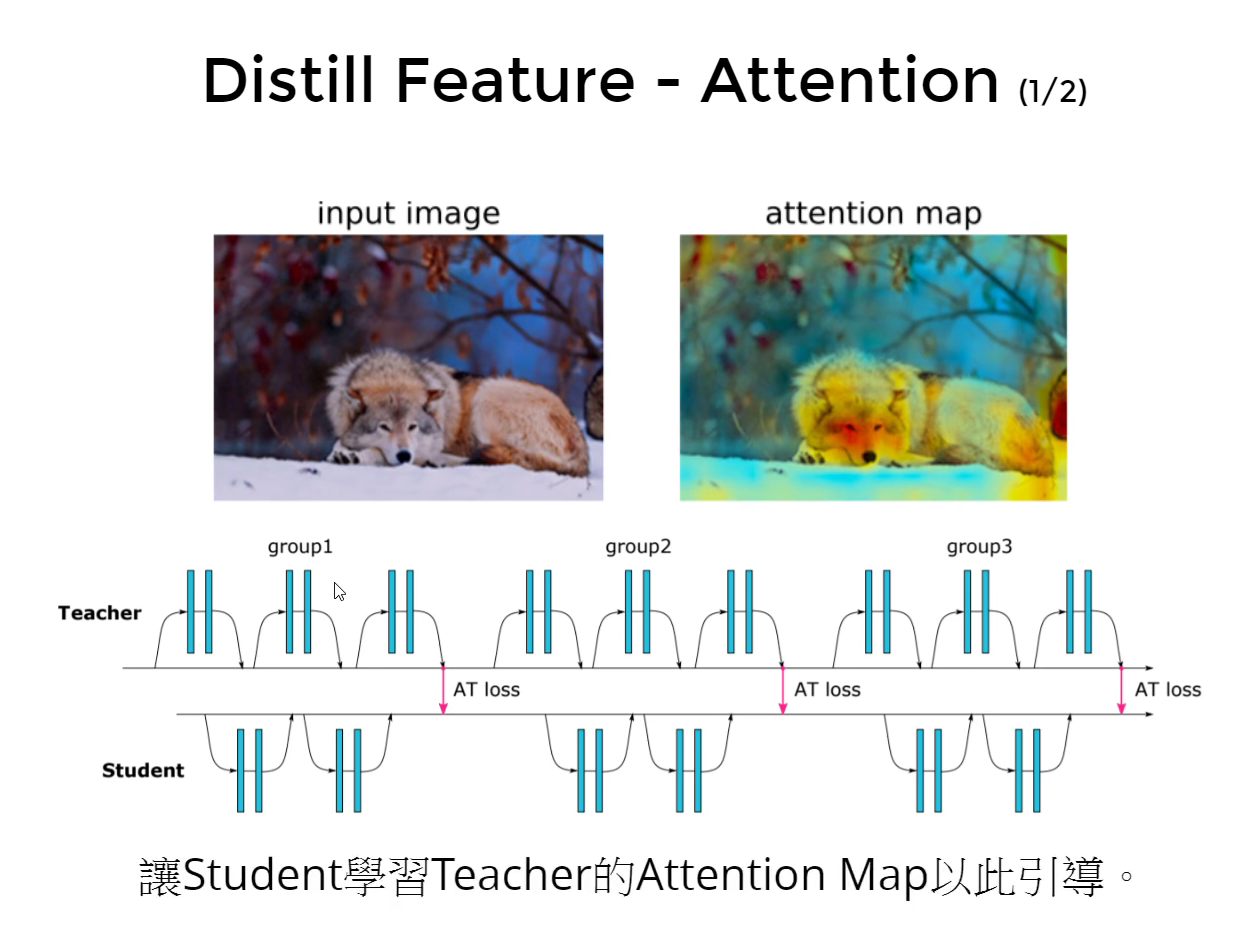 Distill Feature - Attention (1/2)
input image
attention map
group1
group2
group3
Teacher
AT loss
AT loss
AT loss
Student
讓Student學習Teacher的Attention Map以此引導。